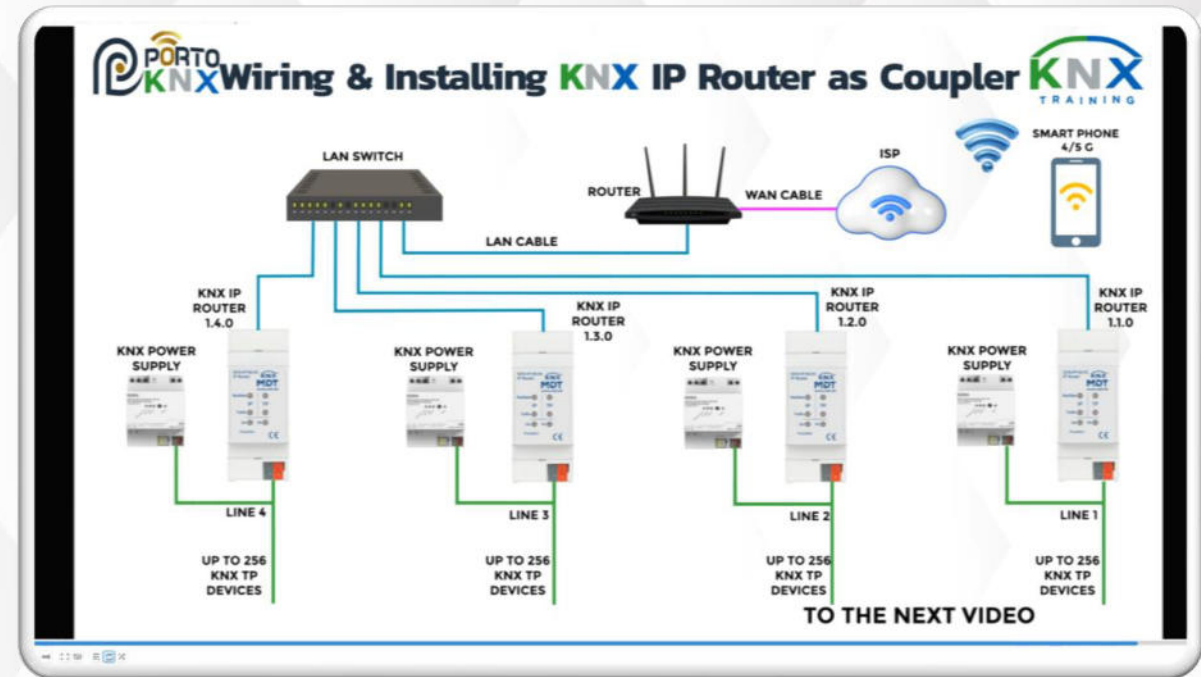 PORTO
KNX
Wiring & Installing KNX IP Router as Coupler
KNX
TRAINING
LAN SWITCH
ROUTER
WAN CABLE
ISP
SMART PHONE
4/5 G
LAN CABLE
KNX IP
ROUTER
1.4.0
KNX IP
ROUTER
1.3.0
KNX IP
ROUTER
1.2.0
KNX IP
ROUTER
1.1.0
KNX POWER
SUPPLY
KNX POWER
SUPPLY
KNX POWER
SUPPLY
KNX POWER
SUPPLY
MDT
MDT
MDT
MDT
LINE 4
LINE 3
LINE 2
LINE 1
UP TO 256
KNX TP
DEVICES
UP TO 256
KNX TP
DEVICES
UP TO 256
KNX TP
DEVICES
UP TO 256
KNX TP
DEVICES
TO THE NEXT VIDEO